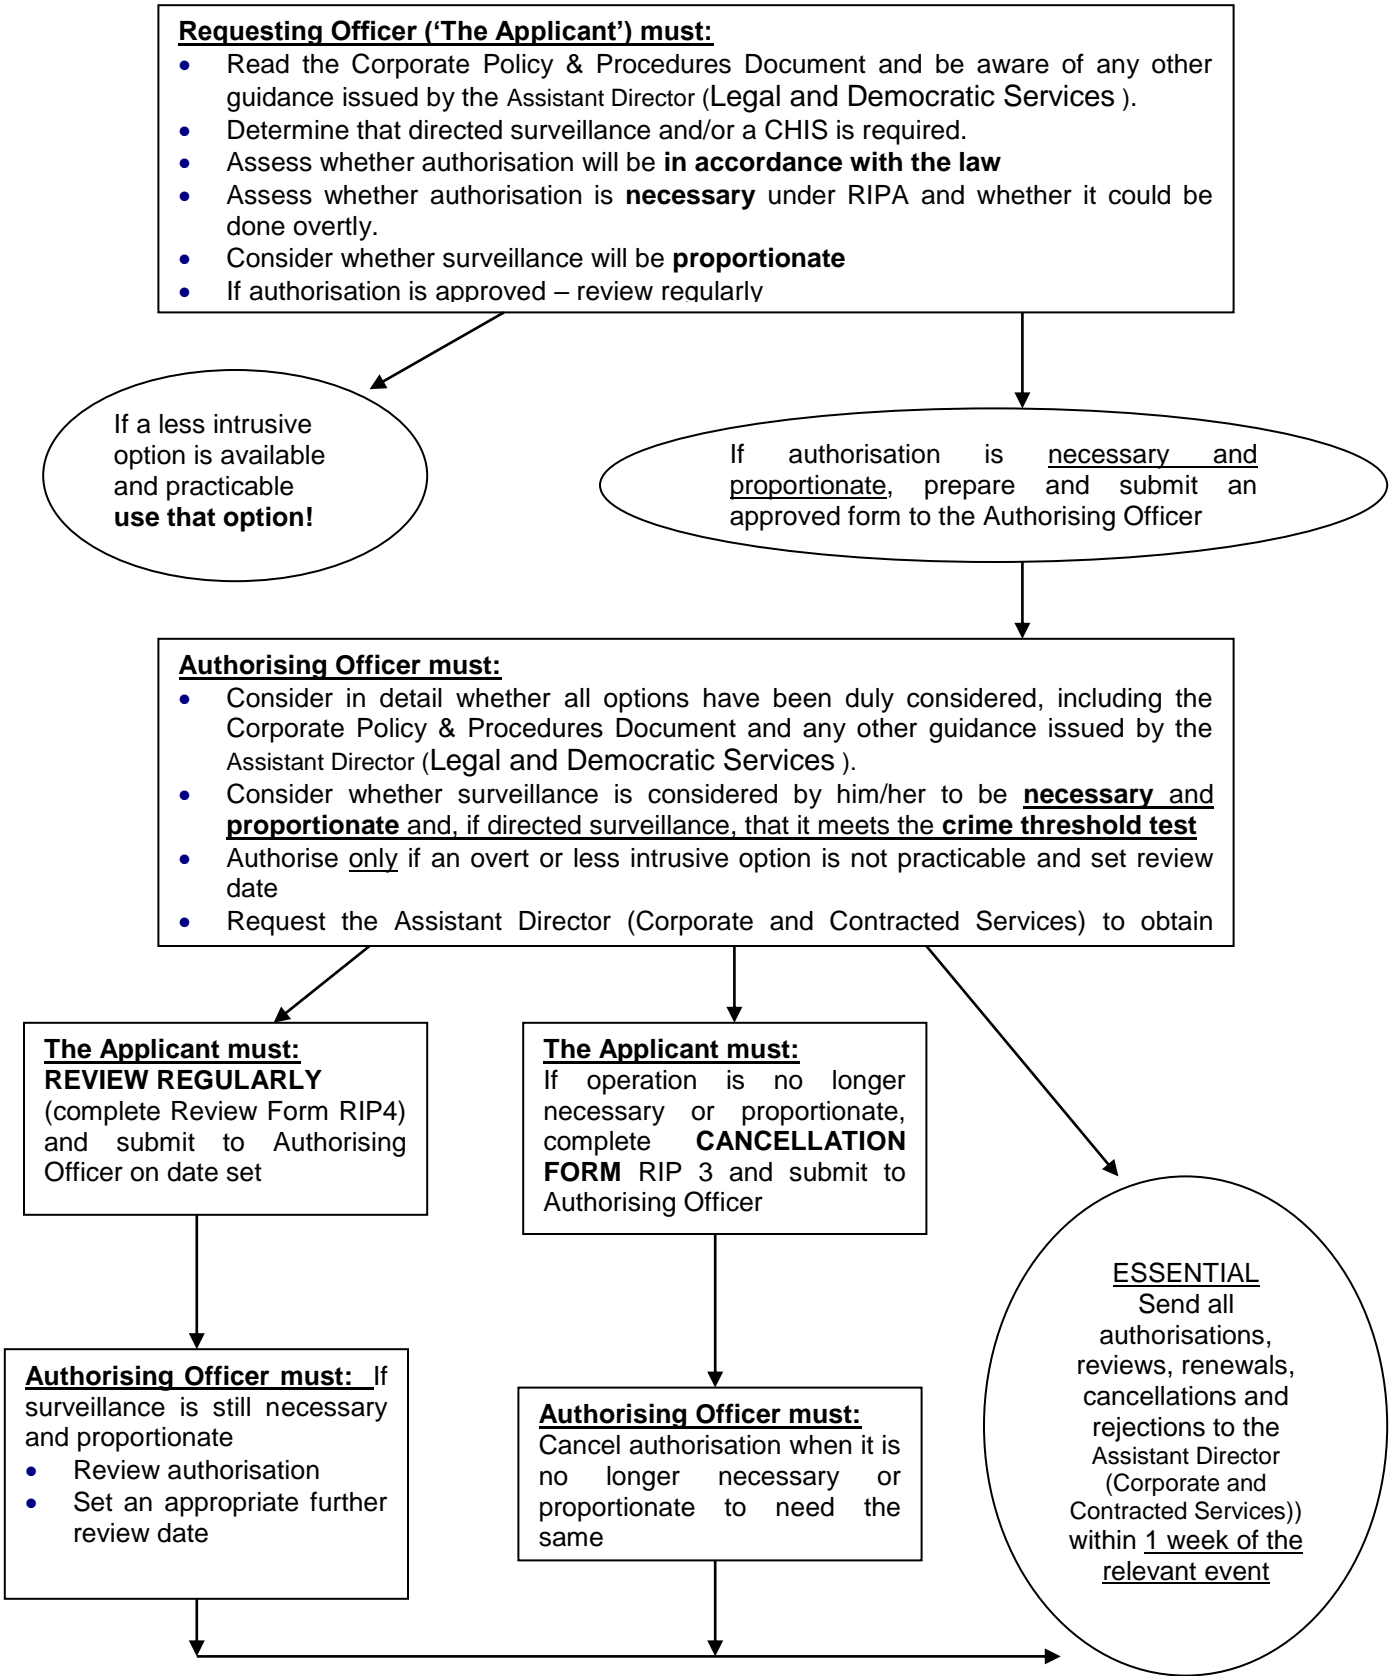 Requesting Officer (‘The Applicant’) must:
• Read the Corporate Policy & Procedures Document and be aware of any other
guidance issued by the Assistant Director (Legal and Democratic Services ).
• Determine that directed surveillance and/or a CHIS is required.
• Assess whether authorisation will be in accordance with the law
• Assess whether authorisation is necessary under RIPA and whether it could be
done overtly.
• Consider whether surveillance will be proportionate
• If authorisation is approved – review regularly
If a less intrusive
option is available
and practicable
use that option!
If authorisation is necessary and
proportionate, prepare and submit an
approved form to the Authorising Officer
Authorising Officer must:
• Consider in detail whether all options have been duly considered, including the
Corporate Policy & Procedures Document and any other guidance issued by the
Assistant Director (Legal and Democratic Services ).
• Consider whether surveillance is considered by him/her to be necessary and
proportionate and, if directed surveillance, that it meets the crime threshold test
• Authorise only if an overt or less intrusive option is not practicable and set review
date
• Request the Assistant Director (Corporate and Contracted Services) to obtain
The Applicant must:
REVIEW REGULARLY
(complete Review Form RIP4)
and submit to Authorising
Officer on date set
The Applicant must:
If operation is no longer
necessary or proportionate,
complete CANCELLATION
FORM RIP 3 and submit to
Authorising Officer
ESSENTIAL
Send all
authorisations,
reviews, renewals,
cancellations and
rejections to the
Assistant Director
(Corporate and
Contracted Services))
within 1 week of the
relevant event
Authorising Officer must: If
surveillance is still necessary
and proportionate
• Review authorisation
• Set an appropriate further
review date
Authorising Officer must:
Cancel authorisation when it is
no longer necessary or
proportionate to need the
same